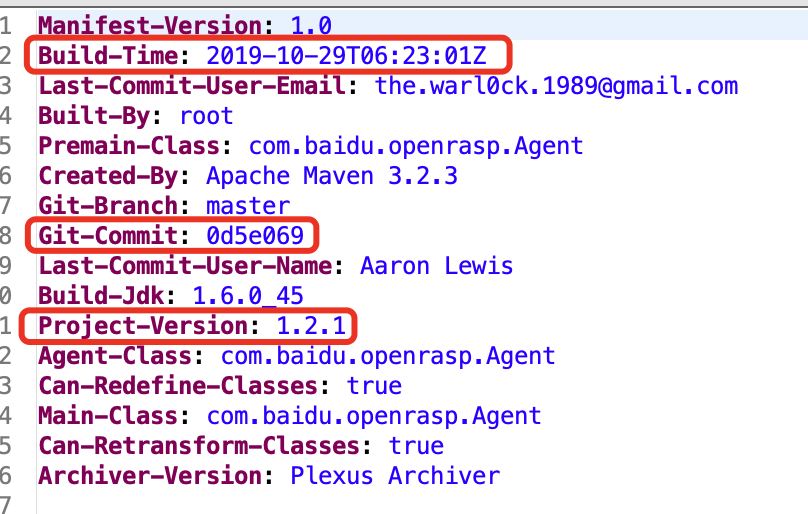 1 Manifest-Version: 1.0
2 Build-Time: 2019-10-29T06:23:01Z
3 Last-Commit-User-Email: the.warl0ck.1989@gmail.com
4 Built-By: root
5 Premain-Class: com.baidu.openrasp.Agent
6 Created-By: Apache Maven 3.2.3
7 Git-Branch: master
8 Git-Commit: 0d5e069
9 Last-Commit-User-Name: Aaron Lewis
0 Build-Jdk: 1.6.0_45
1 Project-Version: 1.2.1
2 Agent-Class: com.baidu.openrasp.Agent
3 Can-Redefine-Classes: true
4 Main-Class: com.baidu.openrasp.Agent
5 Can-Retransform-Classes: true
6 Archiver-Version: Plexus Archiver
7